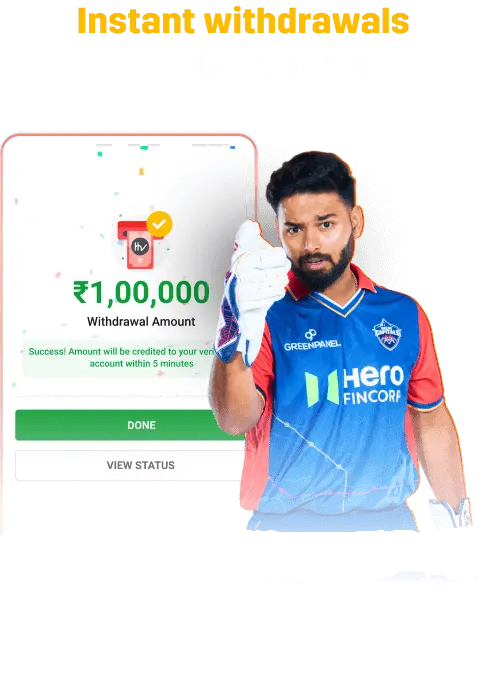 Instant withdrawals
₹1,00,000
Withdrawal Amount
Success! Amount will be credited to your
account within 5 minutes
DONE
VIEW STATUS
GREENPANEL
CAPITALS
Hero
FINCORP